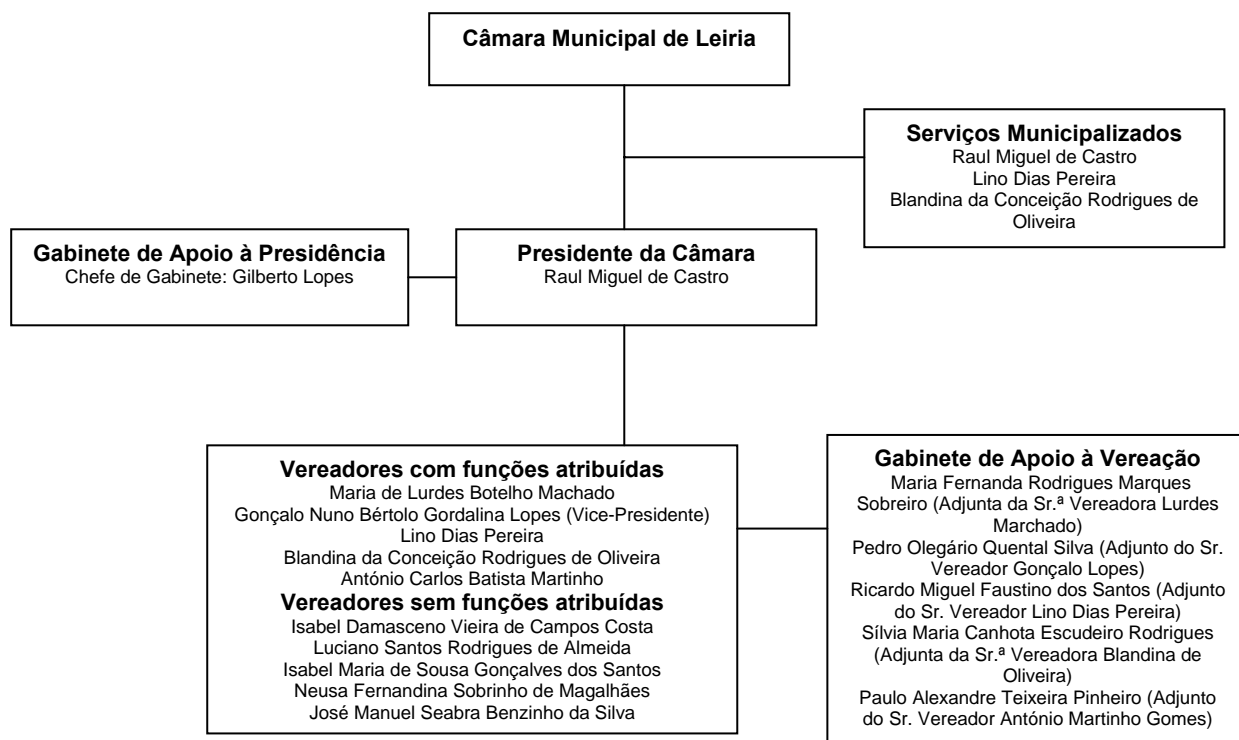 Câmara Municipal de Leiria
Serviços Municipalizados
Raul Miguel de Castro
Lino Dias Pereira
Blandina da Conceição Rodrigues de
Oliveira
Gabinete de Apoio à Presidência
Chefe de Gabinete: Gilberto Lopes
Presidente da Câmara
Raul Miguel de Castro
Vereadores com funções atribuídas
Maria de Lurdes Botelho Machado
Gonçalo Nuno Bértolo Gordalina Lopes (Vice-Presidente)
Lino Dias Pereira
Blandina da Conceição Rodrigues de Oliveira
António Carlos Batista Martinho
Vereadores sem funções atribuídas
Isabel Damasceno Vieira de Campos Costa
Luciano Santos Rodrigues de Almeida
Isabel Maria de Sousa Gonçalves dos Santos
Neusa Fernandina Sobrinho de Magalhães
José Manuel Seabra Benzinho da Silva
Gabinete de Apoio à Vereação
Maria Fernanda Rodrigues Marques
Sobreiro (Adjunta da Sr.ª Vereadora Lurdes
Marchado)
Pedro Olegário Quental Silva (Adjunto do Sr.
Vereador Gonçalo Lopes)
Ricardo Miguel Faustino dos Santos (Adjunto
do Sr. Vereador Lino Dias Pereira)
Sílvia Maria Canhota Escudeiro Rodrigues
(Adjunta da Sr.ª Vereadora Blandina de
Oliveira)
Paulo Alexandre Teixeira Pinheiro (Adjunto
do Sr. Vereador António Martinho Gomes)